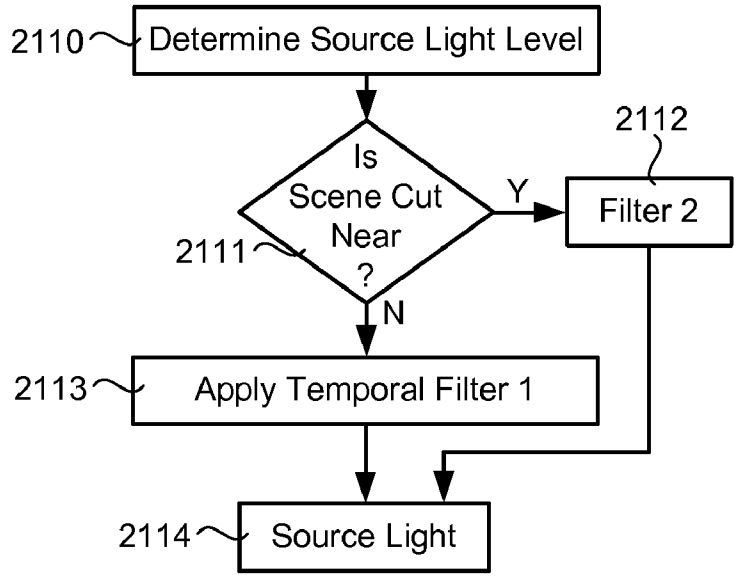 2110
Determine Source Light Level
Is
Scene Cut
Near
?
2111
Y
2112
Filter 2
N
2113
Apply Temporal Filter 1
2114
Source Light